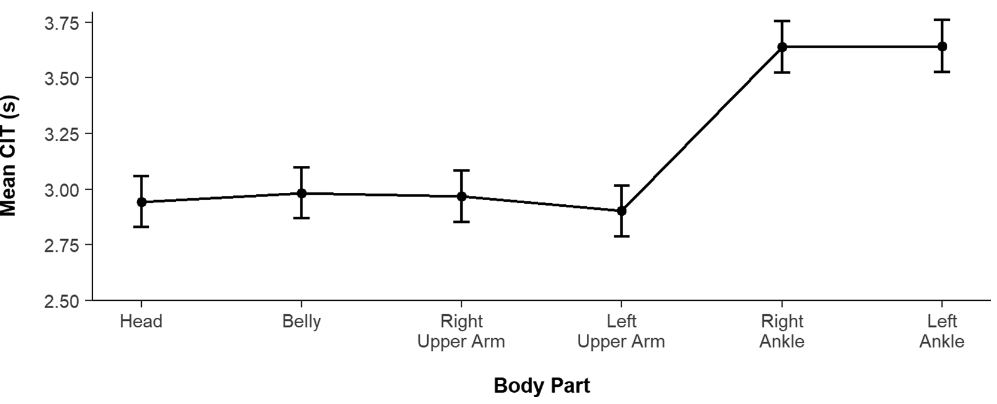 Mean CIT (s)
3.75
3.50
3.25
3.00
2.75
2.50
Head
Belly
Right
Upper Arm
Left
Upper Arm
Right
Ankle
Left
Ankle
Body Part